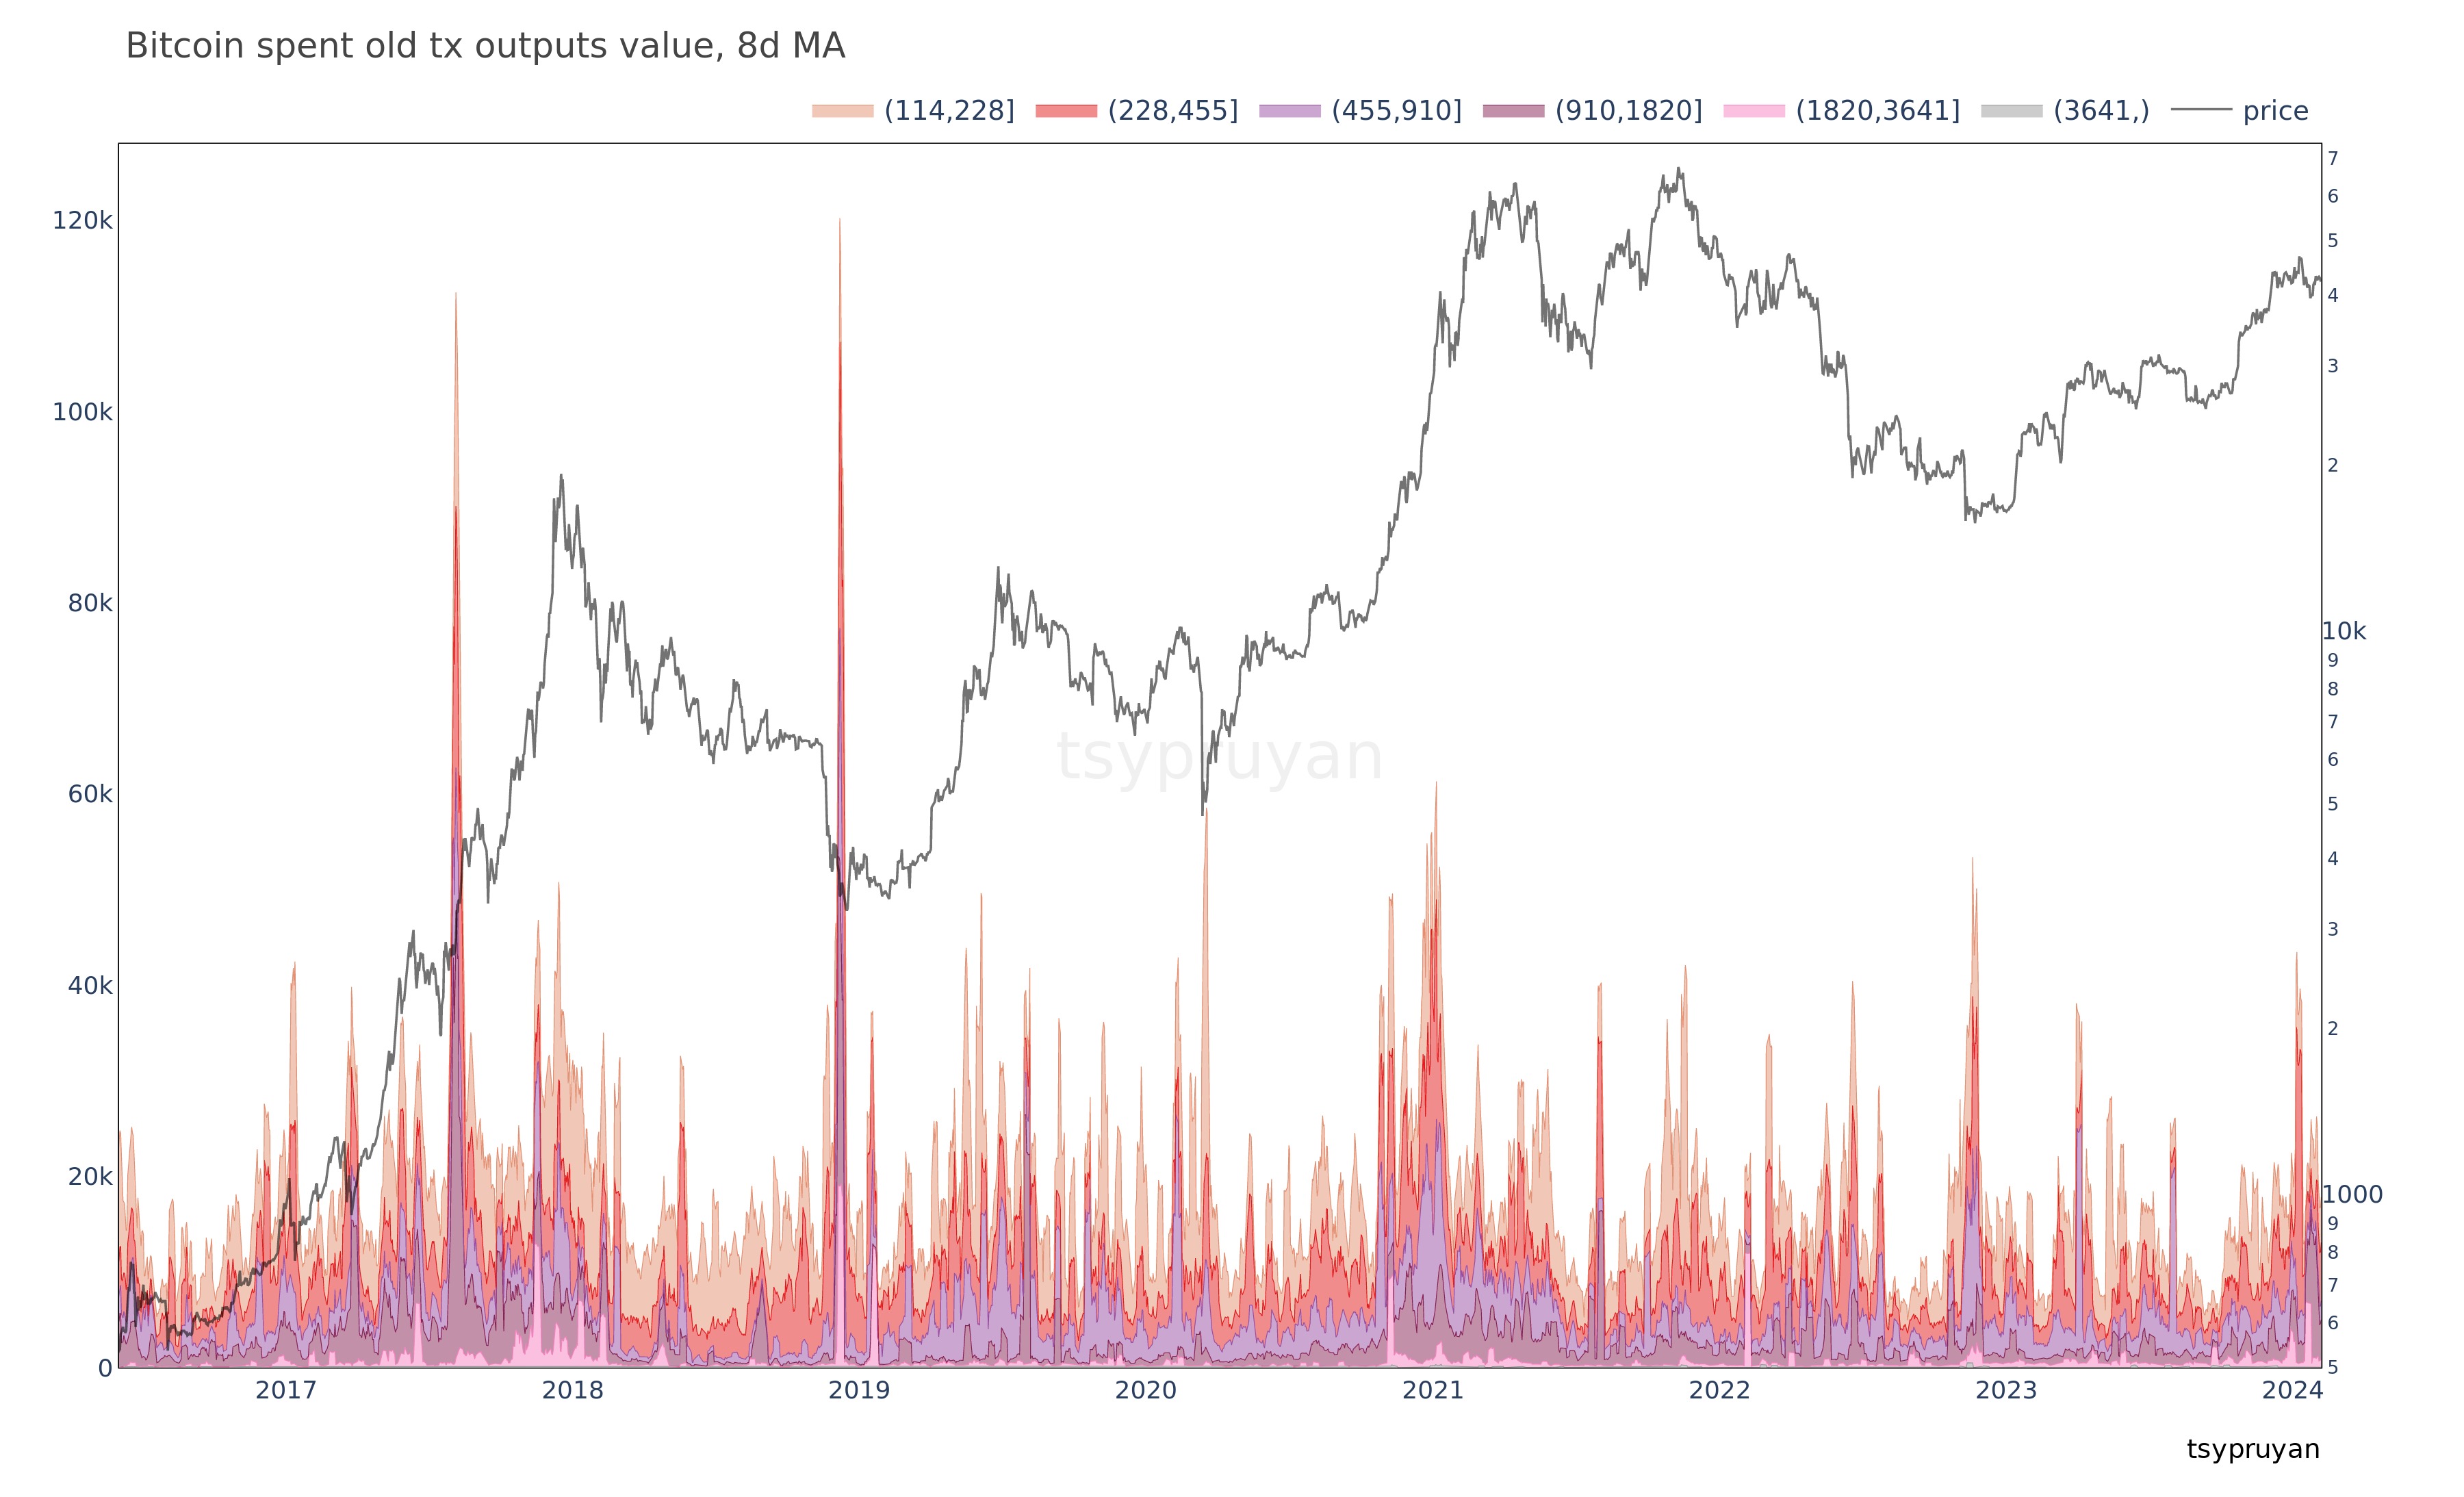 Bitcoin spent old tx outputs value, 8d MA
(114,228] (228,455] (455,910] (910,1820] (1820,3641] (3641,) price
7
120k 6
5
4
100k
3
2
80k
10k
9
8
7
tsypruyan
6
60k
5
4
3
40k
2
20k
1000
9
8
7
6
0 5
2017 2018 2019 2020 2021 2022 2023 2024
tsypruyan